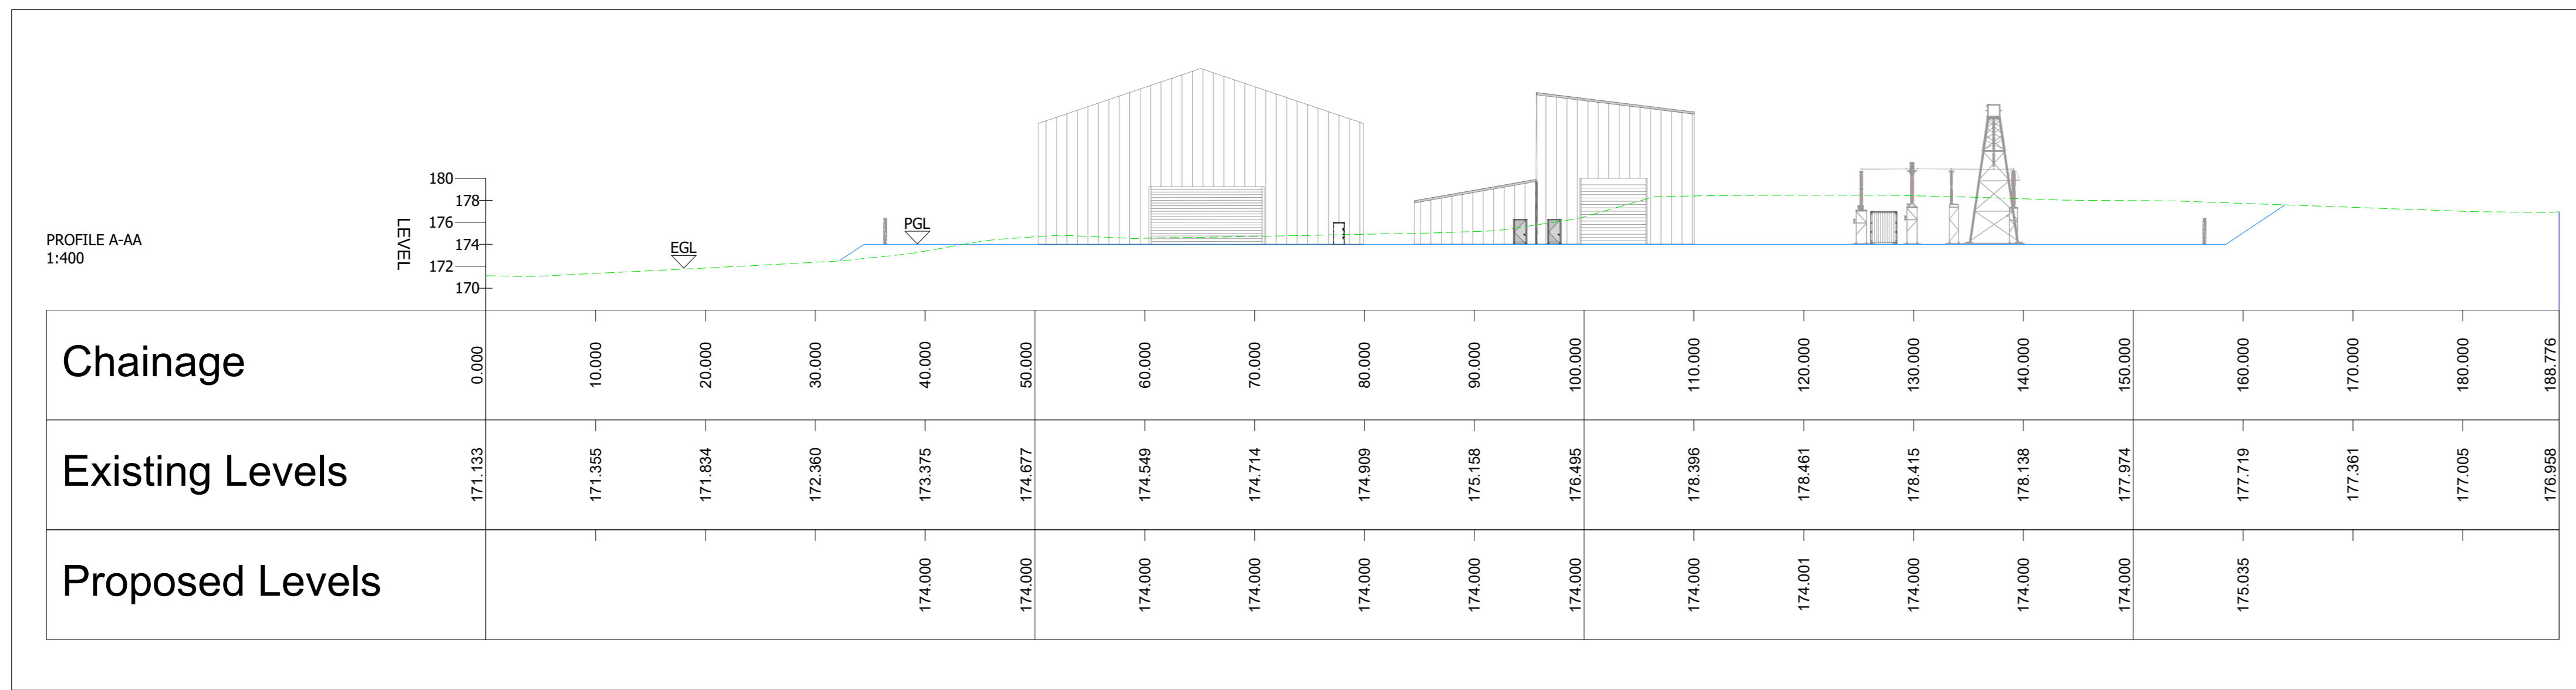 PROFILE A-AA
1:400
LEVEL
180
178
176
174
172
170
EGL
PGL
Chainage 0.000 10.000 20.000 30.000 40.000 50.000 60.000 70.000 80.000 90.000 100.000 110.000 120.000 130.000 140.000 150.000 160.000 170.000 180.000 188.776
Existing Levels 171.133 171.355 171.834 172.360 173.375 174.677 174.549 174.714 174.909 175.158 176.495 178.396 178.461 178.415 178.138 177.974 177.719 177.361 177.005 176.958
Proposed Levels 174.000 174.000 174.000 174.000 174.000 174.000 174.000 174.000 174.001 174.000 174.000 174.000 175.035